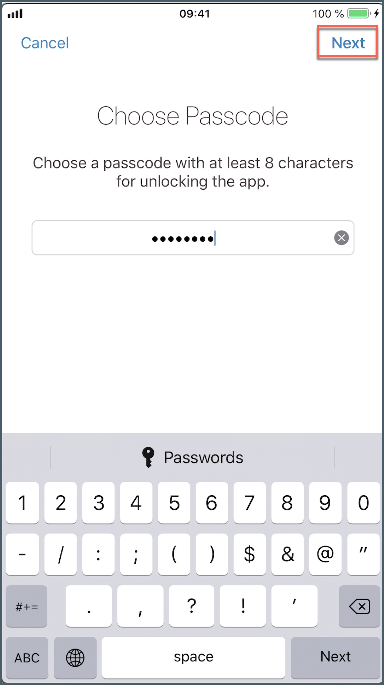 09:41
100 %
Cancel
Next
Choose Passcode
Choose a passcode with at least 8 characters
for unlocking the app.
••••••••
Passwords
1 2 3 4 5 6 7 8 9 0
- / : ; ( ) $ & @ "
#+= . , ? ! '
ABC space Next